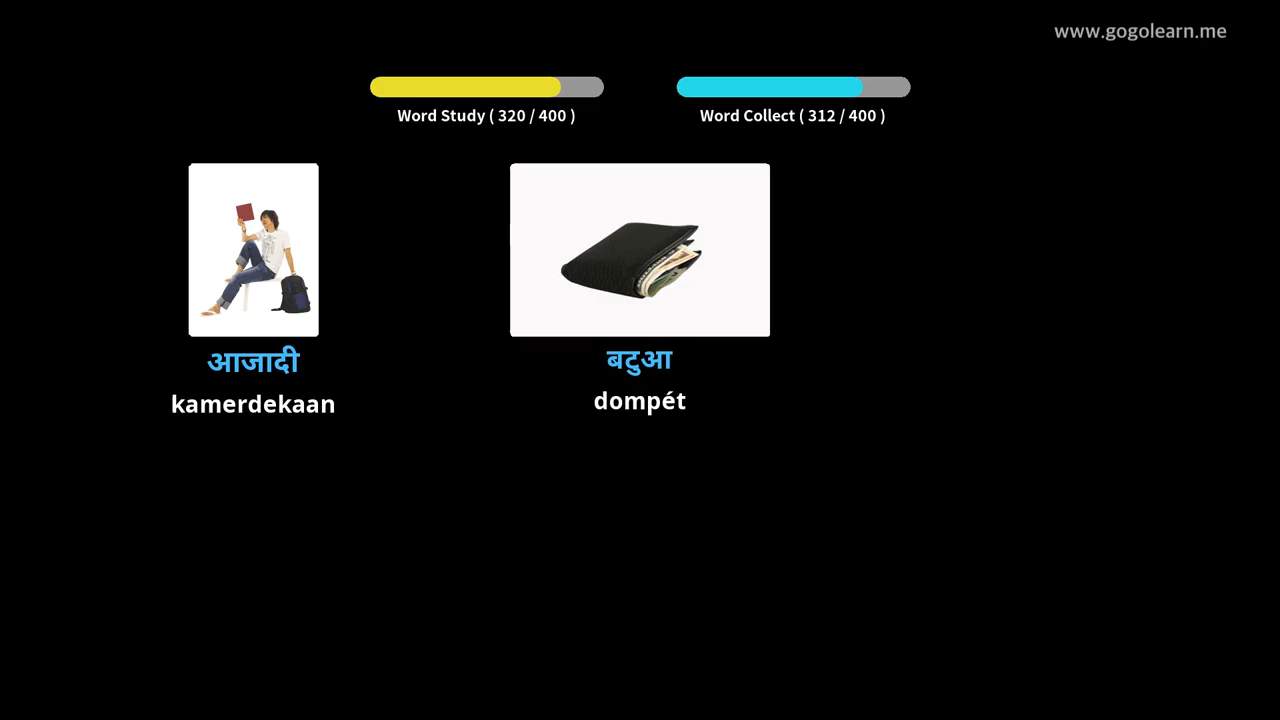 www.gogolearn.me
Word Study ( 320 / 400 )
Word Collect ( 312 / 400 )
आजादी
kamerdekaan
बटुआ
dompét